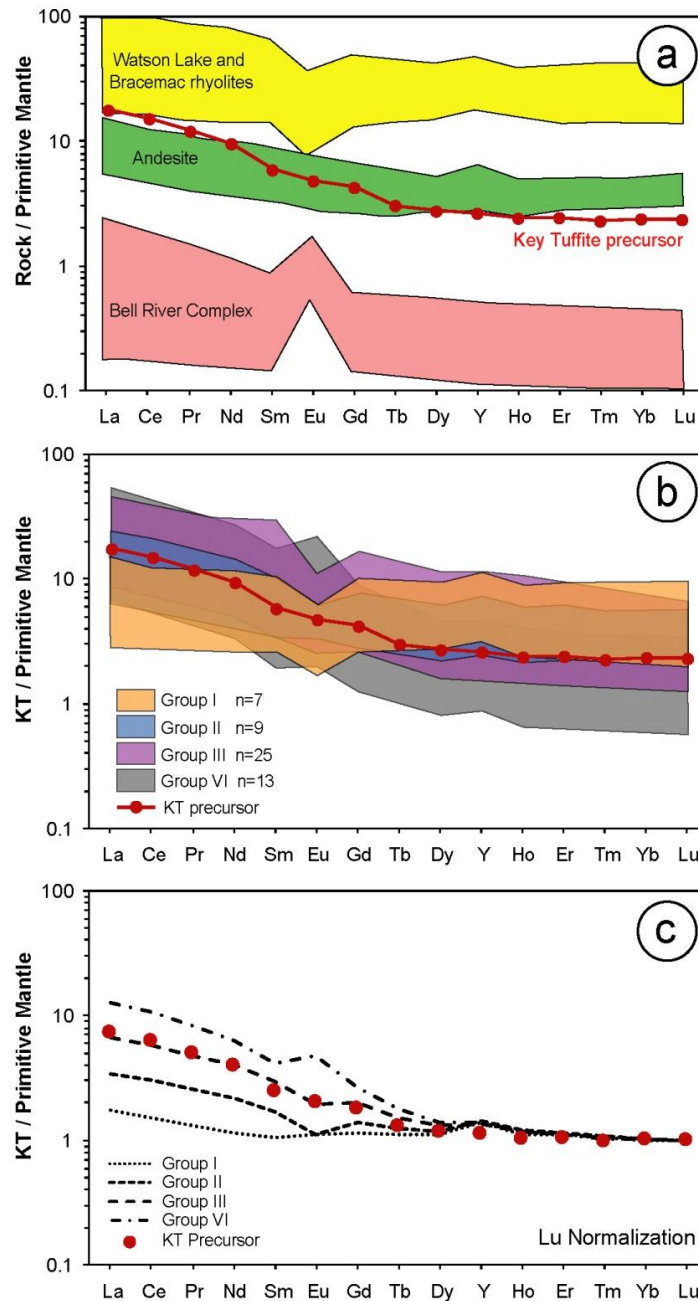 100
10
1
0.1
Rock / Primitive Mantle
a
Watson Lake and
Bracemac rhyolites
Andesite
Key Tuffite precursor
Bell River Complex
La Ce Pr Nd Sm Eu Gd Tb Dy Y Ho Er Tm Yb Lu
100
10
1
0.1
KT / Primitive Mantle
b
Group I n=7
Group II n=9
Group III n=25
Group VI n=13
KT precursor
La Ce Pr Nd Sm Eu Gd Tb Dy Y Ho Er Tm Yb Lu
100
10
1
0.1
KT / Primitive Mantle
c
Group I
Group II
Group III
Group VI
KT Precursor
Lu Normalization
La Ce Pr Nd Sm Eu Gd Tb Dy Y Ho Er Tm Yb Lu